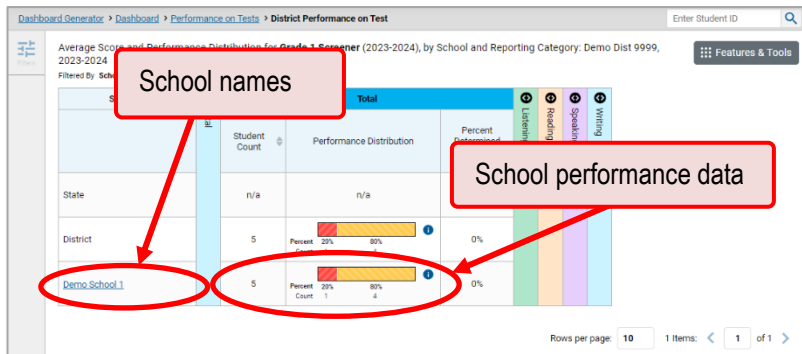 Dashboard Generator > Dashboard > Performance on Tests > District Performance on Test
Enter Student ID
Average Score and Performance Distribution for Grade 1 Screener (2023-2024), by School and Reporting Category: Demo Dist 9999,
2023-2024
Features & Tools
Filters
Filtered By
School names
Total
Student
Count
Performance Distribution
Percent
Determined
Listening
Reading
Speaking
Writing
School performance data
State
n/a
n/a
District
5
Percent 20% 80%
Count
0%
Demo School 1
5
Percent 20% 80%
Count 1 4
0%
Rows per page: 10 1 Items: < 1 of 1 >